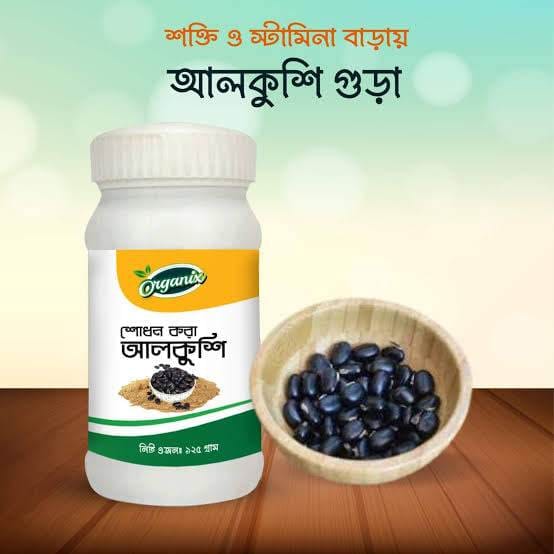 শক্তি ও স্টামিনা বাড়ায়
আলকুশি গুড়া
Organix
শোধন করা
আলকুশি
নিট ওজনঃ ১২৫ গ্রাম